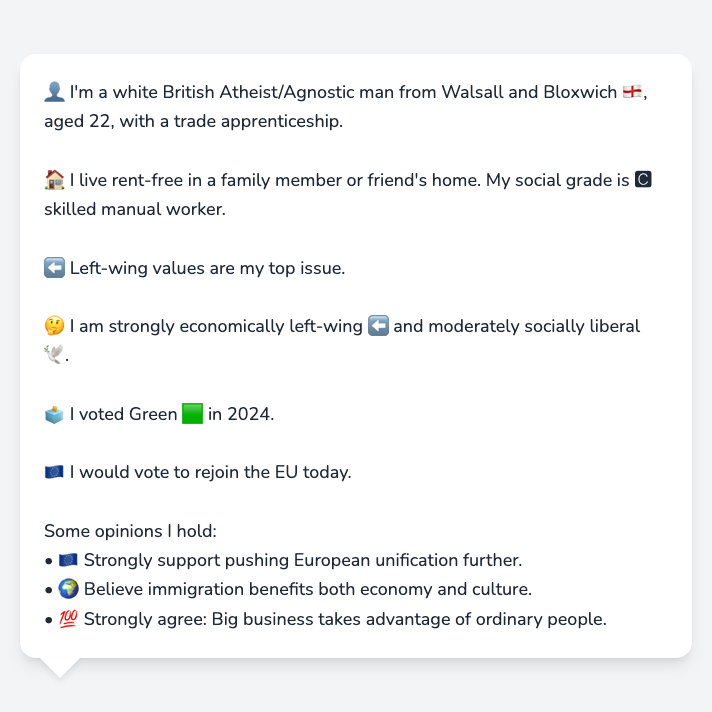 👤 I'm a white British Atheist/Agnostic man from Walsall and Bloxwich 🏴󠁧󠁢󠁥󠁮󠁧󠁿,
aged 22, with a trade apprenticeship.
🏠 I live rent-free in a family member or friend's home. My social grade is 🅲
skilled manual worker.
⬅️ Left-wing values are my top issue.
🤔 I am strongly economically left-wing ⬅️ and moderately socially liberal
🕊️.
🗳️ I voted Green 🟩 in 2024.
🇪🇺 I would vote to rejoin the EU today.
Some opinions I hold:
• 🇪🇺 Strongly support pushing European unification further.
• 🌍 Believe immigration benefits both economy and culture.
• 💯 Strongly agree: Big business takes advantage of ordinary people.